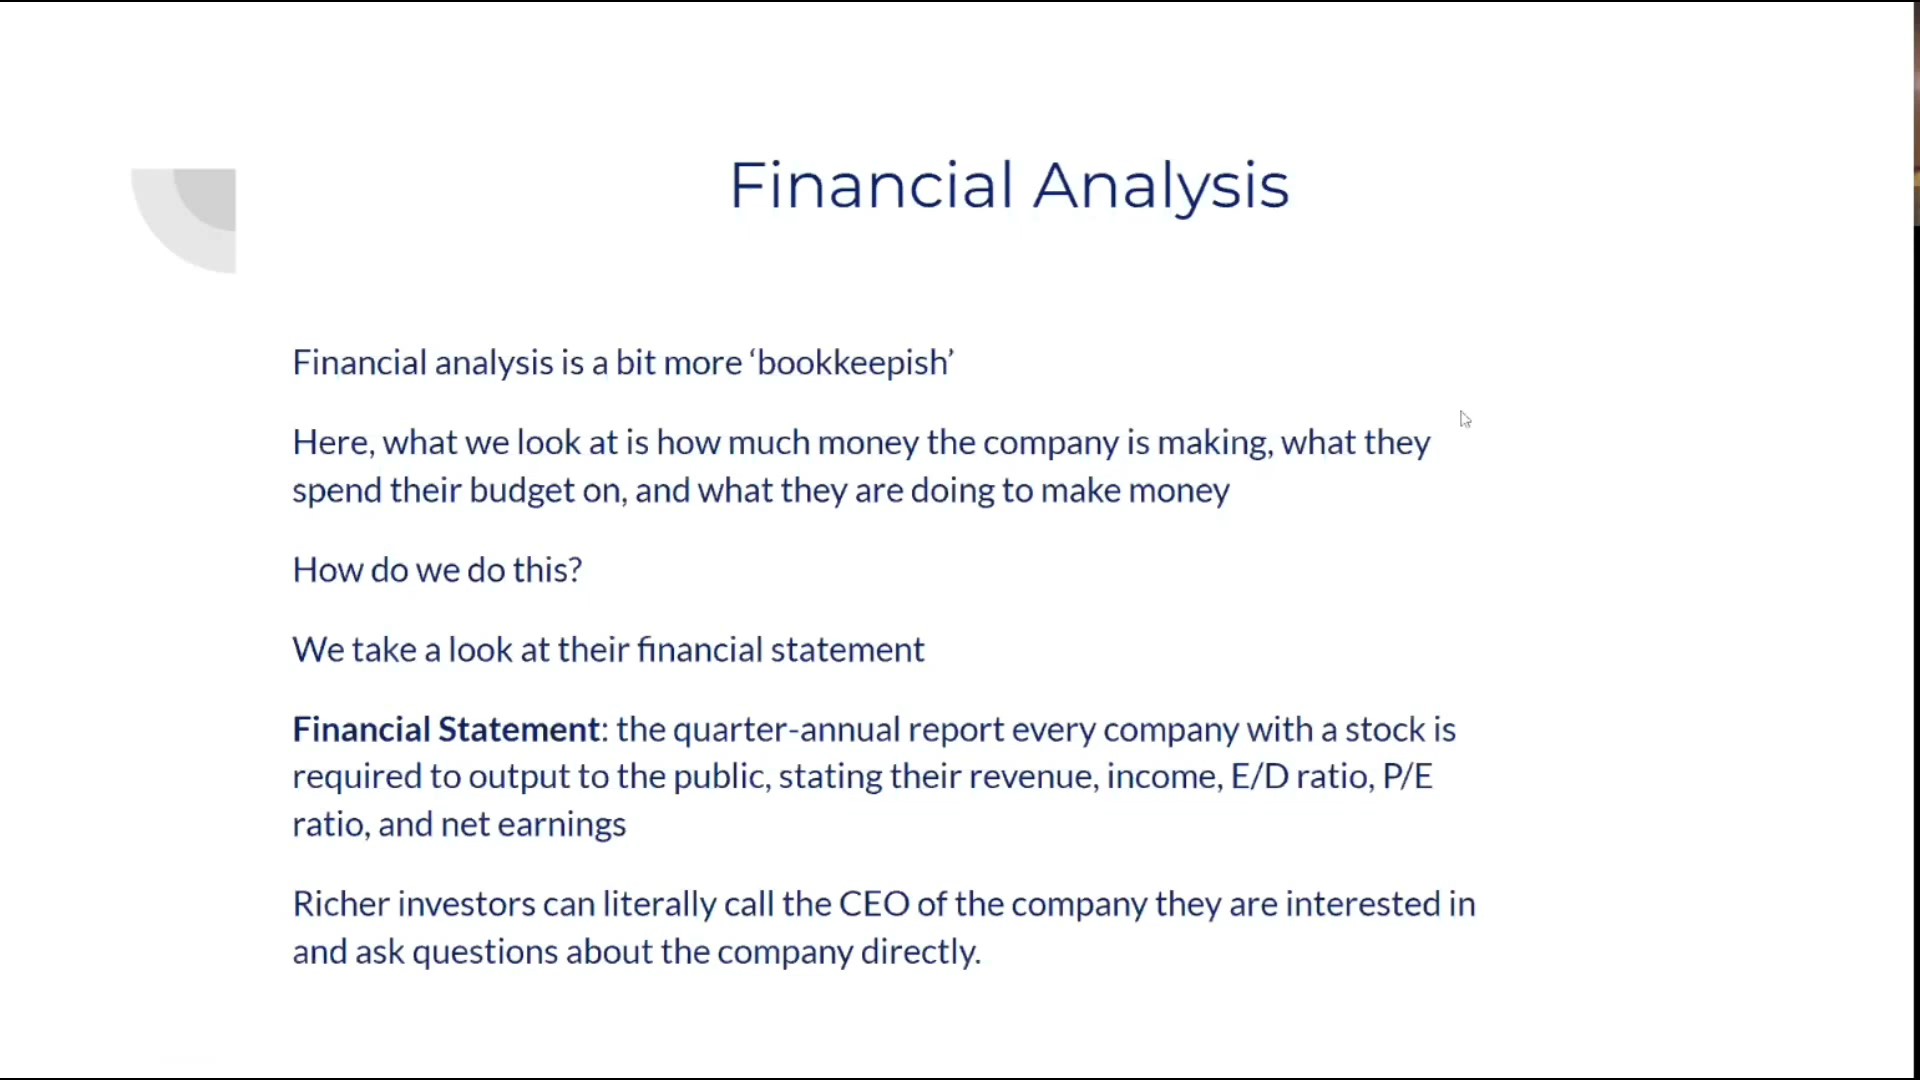 Financial Analysis
Financial analysis is a bit more ‘bookkeepish’
Here, what we look at is how much money the company is making, what they
spend their budget on, and what they are doing to make money
How do we do this?
We take a look at their financial statement
Financial Statement: the quarter-annual report every company with a stock is
required to output to the public, stating their revenue, income, E/D ratio, P/E
ratio, and net earnings
Richer investors can literally call the CEO of the company they are interested in
and ask questions about the company directly.